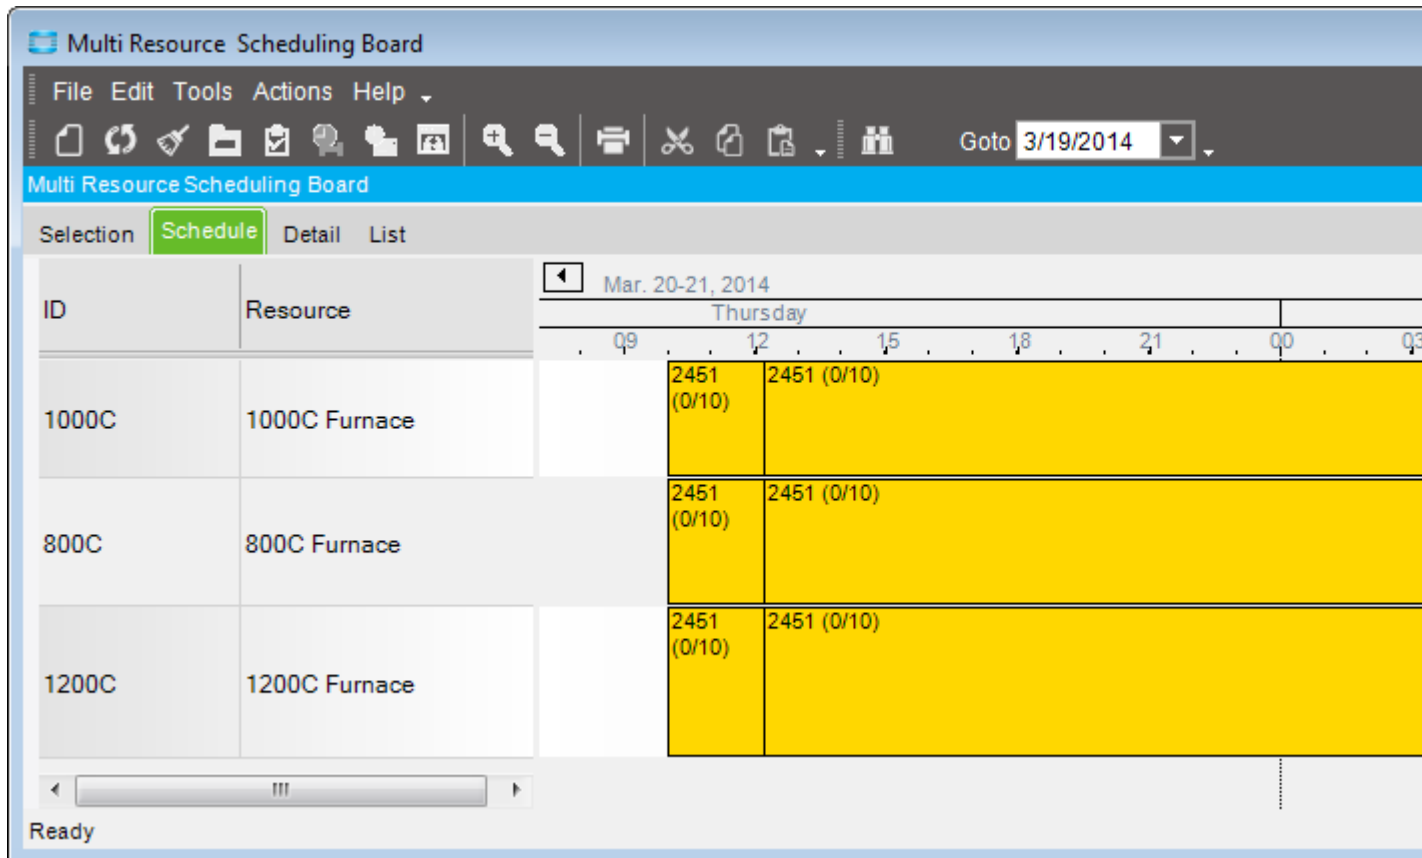 Multi Resource Scheduling Board
File Edit Tools Actions Help
Goto 3/19/2014
Multi Resource Scheduling Board
Selection Schedule Detail List
ID Resource
Mar. 20-21, 2014
Thursday
09 12 15 18 21 00 03
1000C 1000C Furnace
2451
(0/10)
2451 (0/10)
800C 800C Furnace
2451
(0/10)
2451 (0/10)
1200C 1200C Furnace
2451
(0/10)
2451 (0/10)
Ready